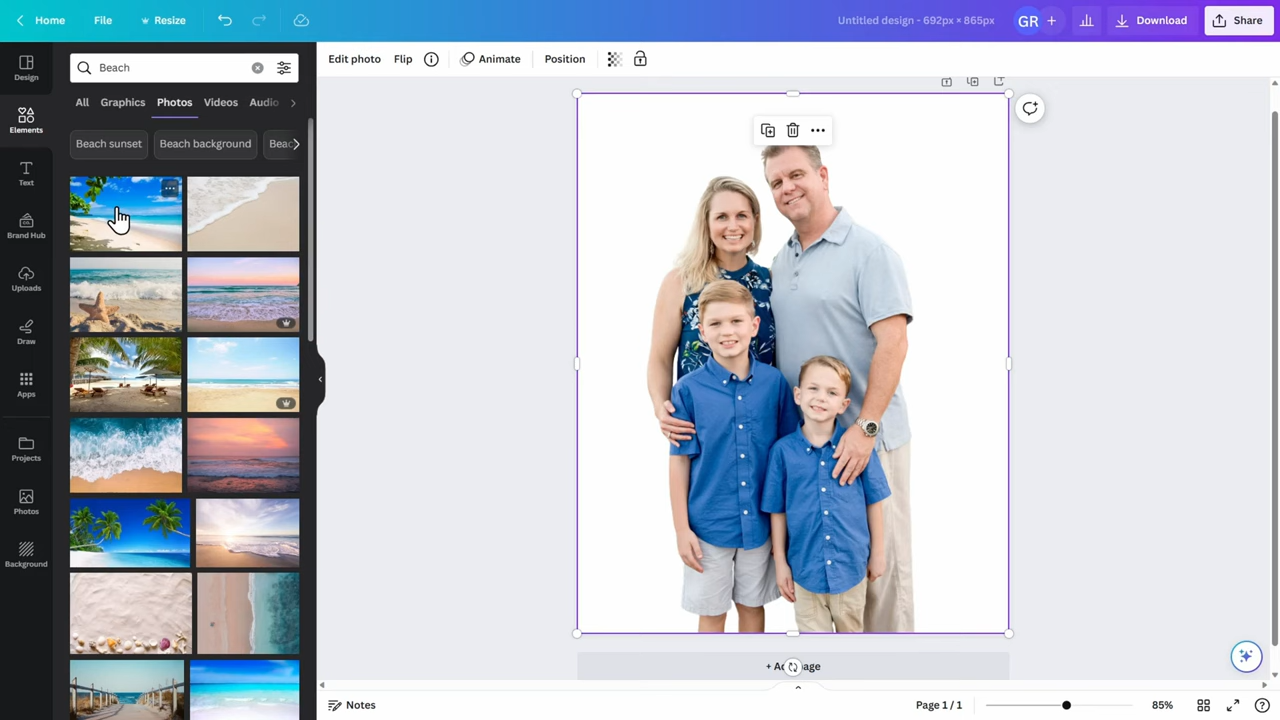 Home
File
Resize
Untitled design - 692px × 865px
GR
+
Download
Share
Design
Elements
Text
Brand Hub
Uploads
Draw
Apps
Projects
Photos
Background
Beach
All
Graphics
Photos
Videos
Audio
Beach sunset
Beach background
Beac
Edit photo
Flip
Animate
Position
+ Add page
Notes
Page 1 / 1
85%